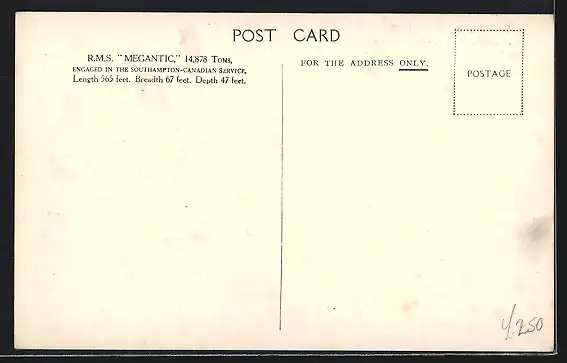 POST CARD
R.M.S. "MEGANTIC," 14,878 Tons,
ENGAGED IN THE SOUTHAMPTON-CANADIAN SERVICE,
Length 565 feet. Breadth 67 feet. Depth 47 feet.
FOR THE ADDRESS ONLY.
POSTAGE